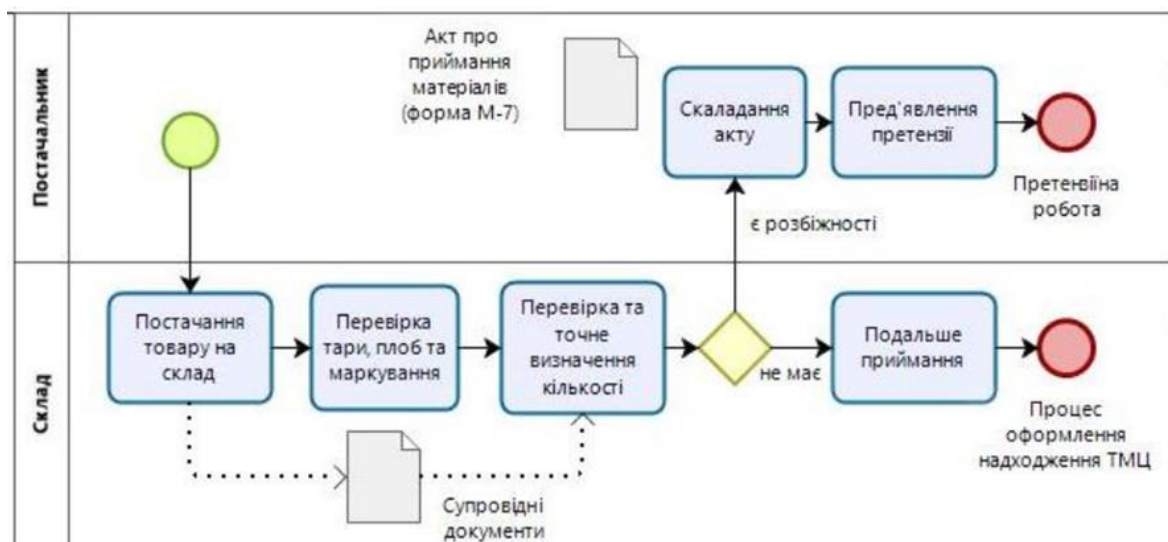 Постачальник
Акт про
приймання
матеріалів
(форма М-7)
Скаладання
акту
Пред'явлення
претензії
Претензіїна
робота
є розбіжності
Склад
Постачання
товару на
склад
Перевірка
тари, плоб та
маркування
Перевірка та
точне
визначення
кількості
не має
Подальше
приймання
Процес
оформлення
надходження ТМЦ
Супровідні
документи